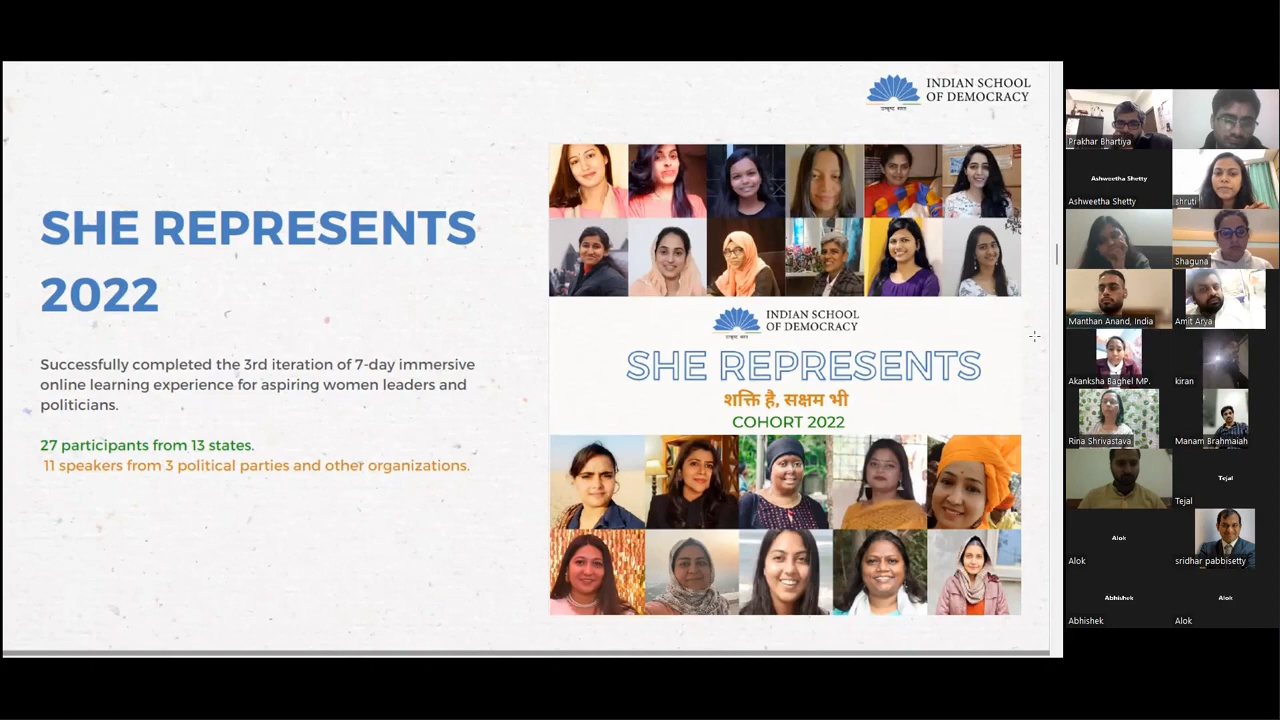 INDIAN SCHOOL
OF DEMOCRACY
SHE REPRESENTS
2022
Successfully completed the 3rd iteration of 7-day immersive
online learning experience for aspiring women leaders and
politicians.
27 participants from 13 states.
11 speakers from 3 political parties and other organizations.
INDIAN SCHOOL
OF DEMOCRACY
SHE REPRESENTS
शक्ति है, सक्षम भी
COHORT 2022
Prakhar Bhartiya
Ashweetha Shetty
Ashweetha Shetty
shruti
Shaguna
Manthan Anand, India
Amit Arya
Akanksha Baghel MP.
kiran
Rina Shrivastava
Manam Brahmaiah
Tejal
Tejal
Alok
Alok
sridhar pabbisetty
Abhishek
Abhishek
Alok
Alok